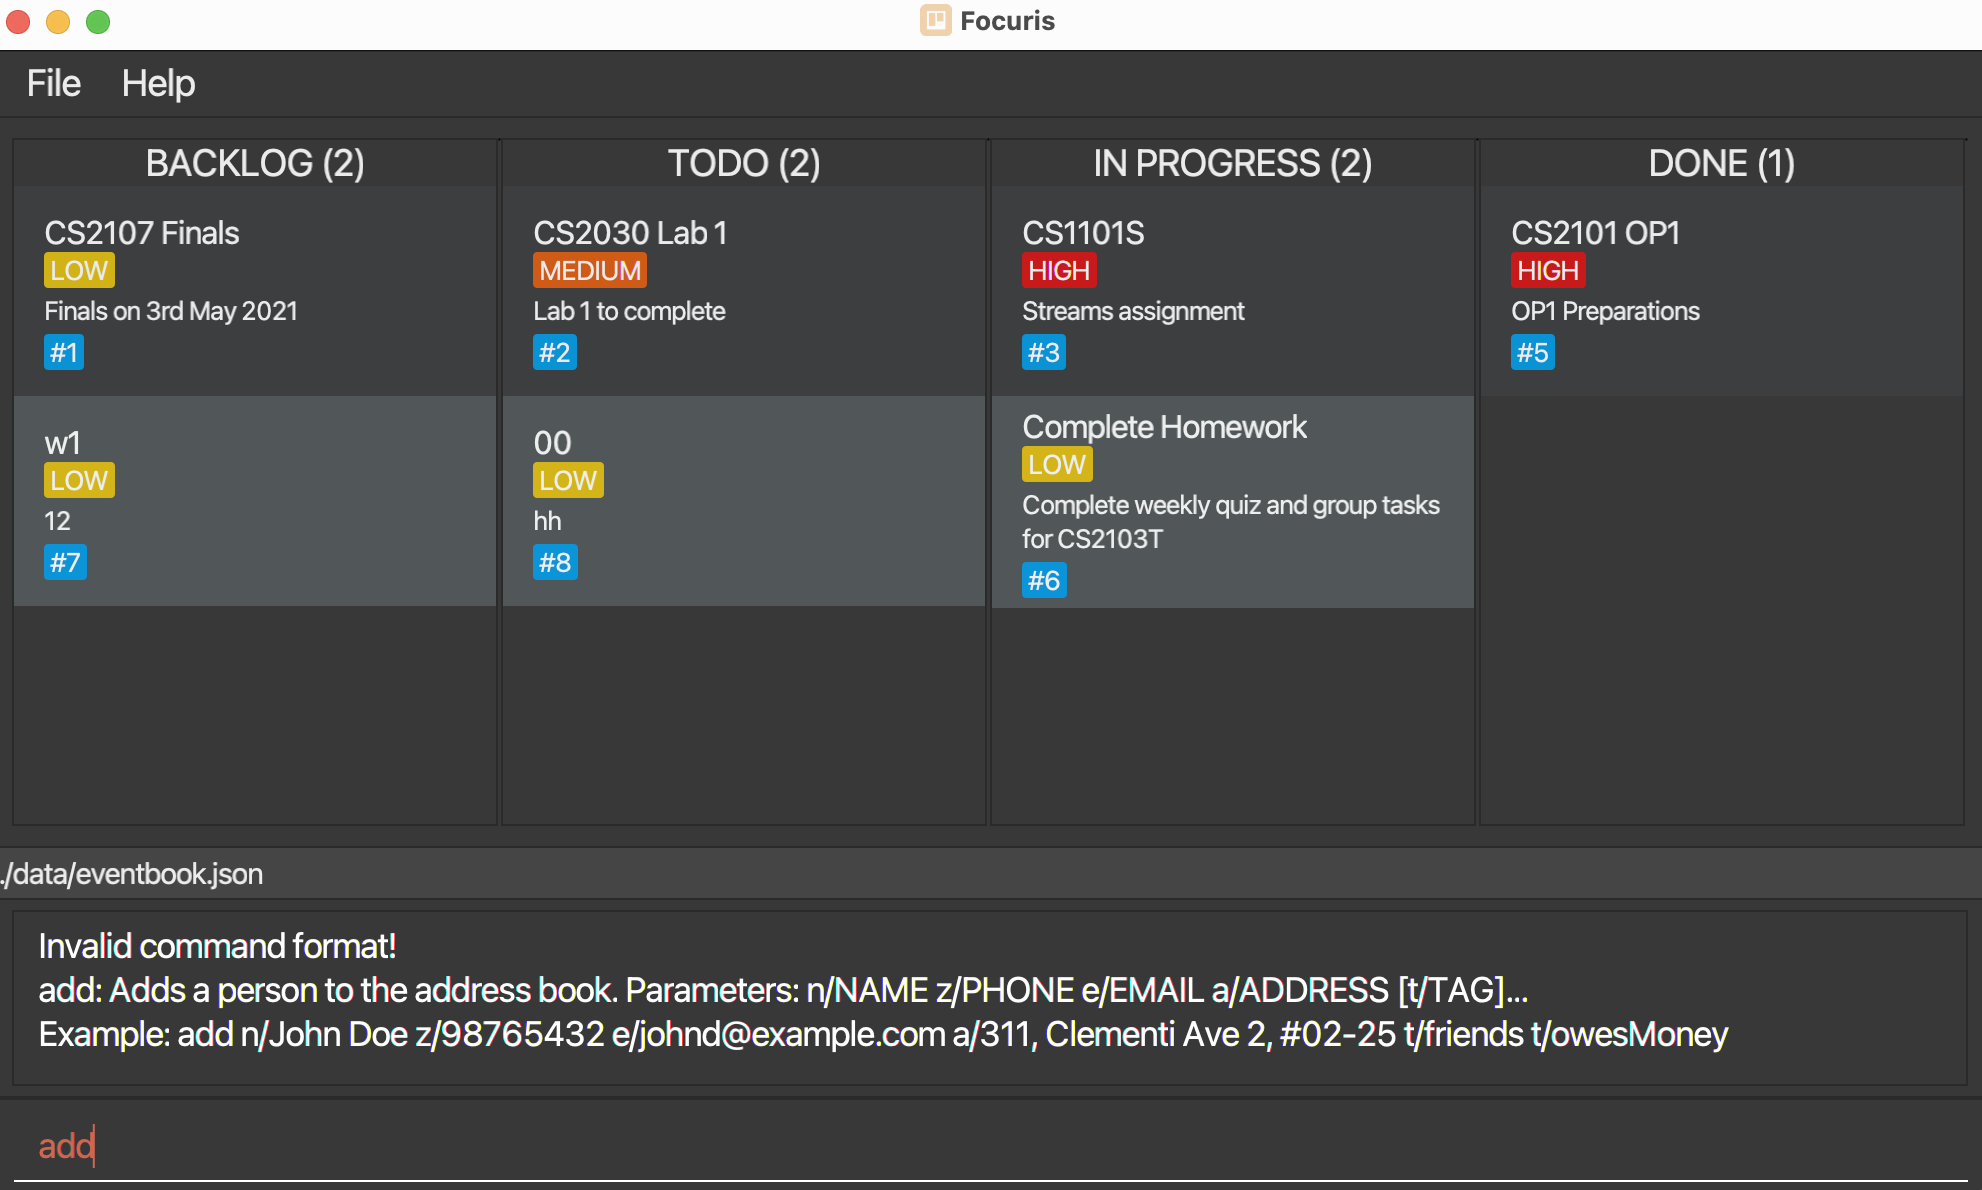 Focuris
File Help
BACKLOG (2)
CS2107 Finals
LOW
Finals on 3rd May 2021
#1
w1
LOW
12
#7
TODO (2)
CS2030 Lab 1
MEDIUM
Lab 1 to complete
#2
00
LOW
hh
#8
IN PROGRESS (2)
CS1101S
HIGH
Streams assignment
#3
Complete Homework
LOW
Complete weekly quiz and group tasks
for CS2103T
#6
DONE (1)
CS2101 OP1
HIGH
OP1 Preparations
#5
./data/eventbook.json
Invalid command format!
add: Adds a person to the address book. Parameters: n/NAME z/PHONE e/EMAIL a/ADDRESS [t/TAG]...
Example: add n/John Doe z/98765432 e/johnd@example.com a/311, Clementi Ave 2, #02-25 t/friends t/owesMoney
add